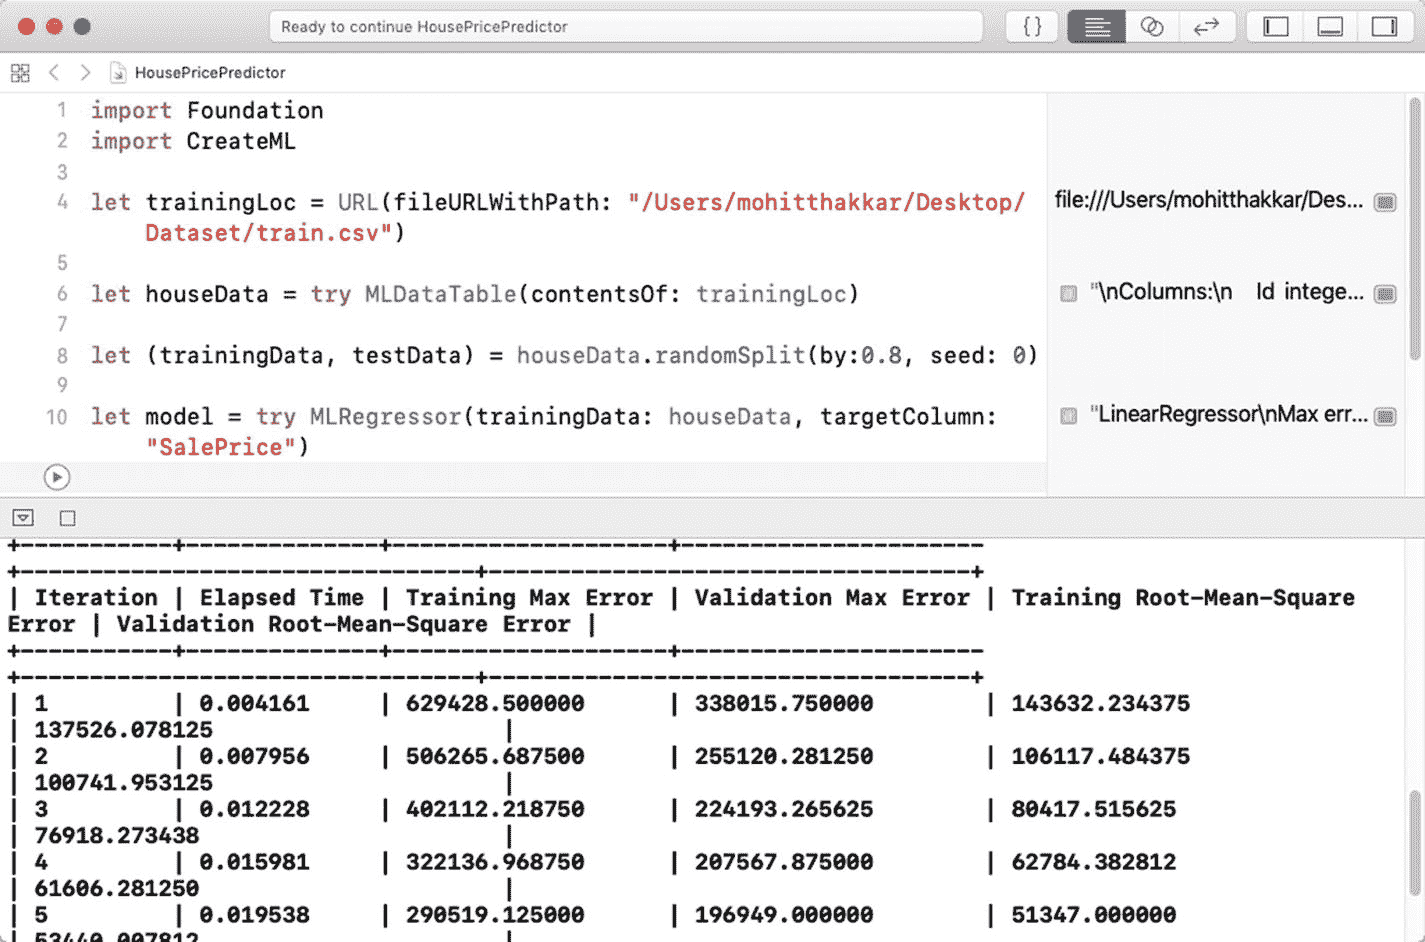 Ready to continue HousePricePredictor
{}
HousePricePredictor
1 import Foundation
2 import CreateML
3
4 let trainingLoc = URL(fileURLWithPath: "/Users/mohitthakkar/Desktop/
Dataset/train.csv")
file:///Users/mohitthakkar/Des...
5
6 let houseData = try MLDataTable(contentsOf: trainingLoc)
"\nColumns:\n Id intege...
7
8 let (trainingData, testData) = houseData.randomSplit(by:0.8, seed: 0)
9
10 let model = try MLRegressor(trainingData: houseData, targetColumn:
"SalePrice")
"LinearRegressor\nMax err...
+-----------+--------------+--------------------+----------------------
+---------------------------------+-----------------------------------+
| Iteration | Elapsed Time | Training Max Error | Validation Max Error | Training Root-Mean-Square
Error | Validation Root-Mean-Square Error |
+-----------+--------------+--------------------+----------------------
+---------------------------------+-----------------------------------+
| 1 | 0.004161 | 629428.500000 | 338015.750000 | 143632.234375
| 137526.078125 |
| 2 | 0.007956 | 506265.687500 | 255120.281250 | 106117.484375
| 100741.953125 |
| 3 | 0.012228 | 402112.218750 | 224193.265625 | 80417.515625
| 76918.273438 |
| 4 | 0.015981 | 322136.968750 | 207567.875000 | 62784.382812
| 61606.281250 |
| 5 | 0.019538 | 290519.125000 | 196949.000000 | 51347.000000
| 53440.007812 |